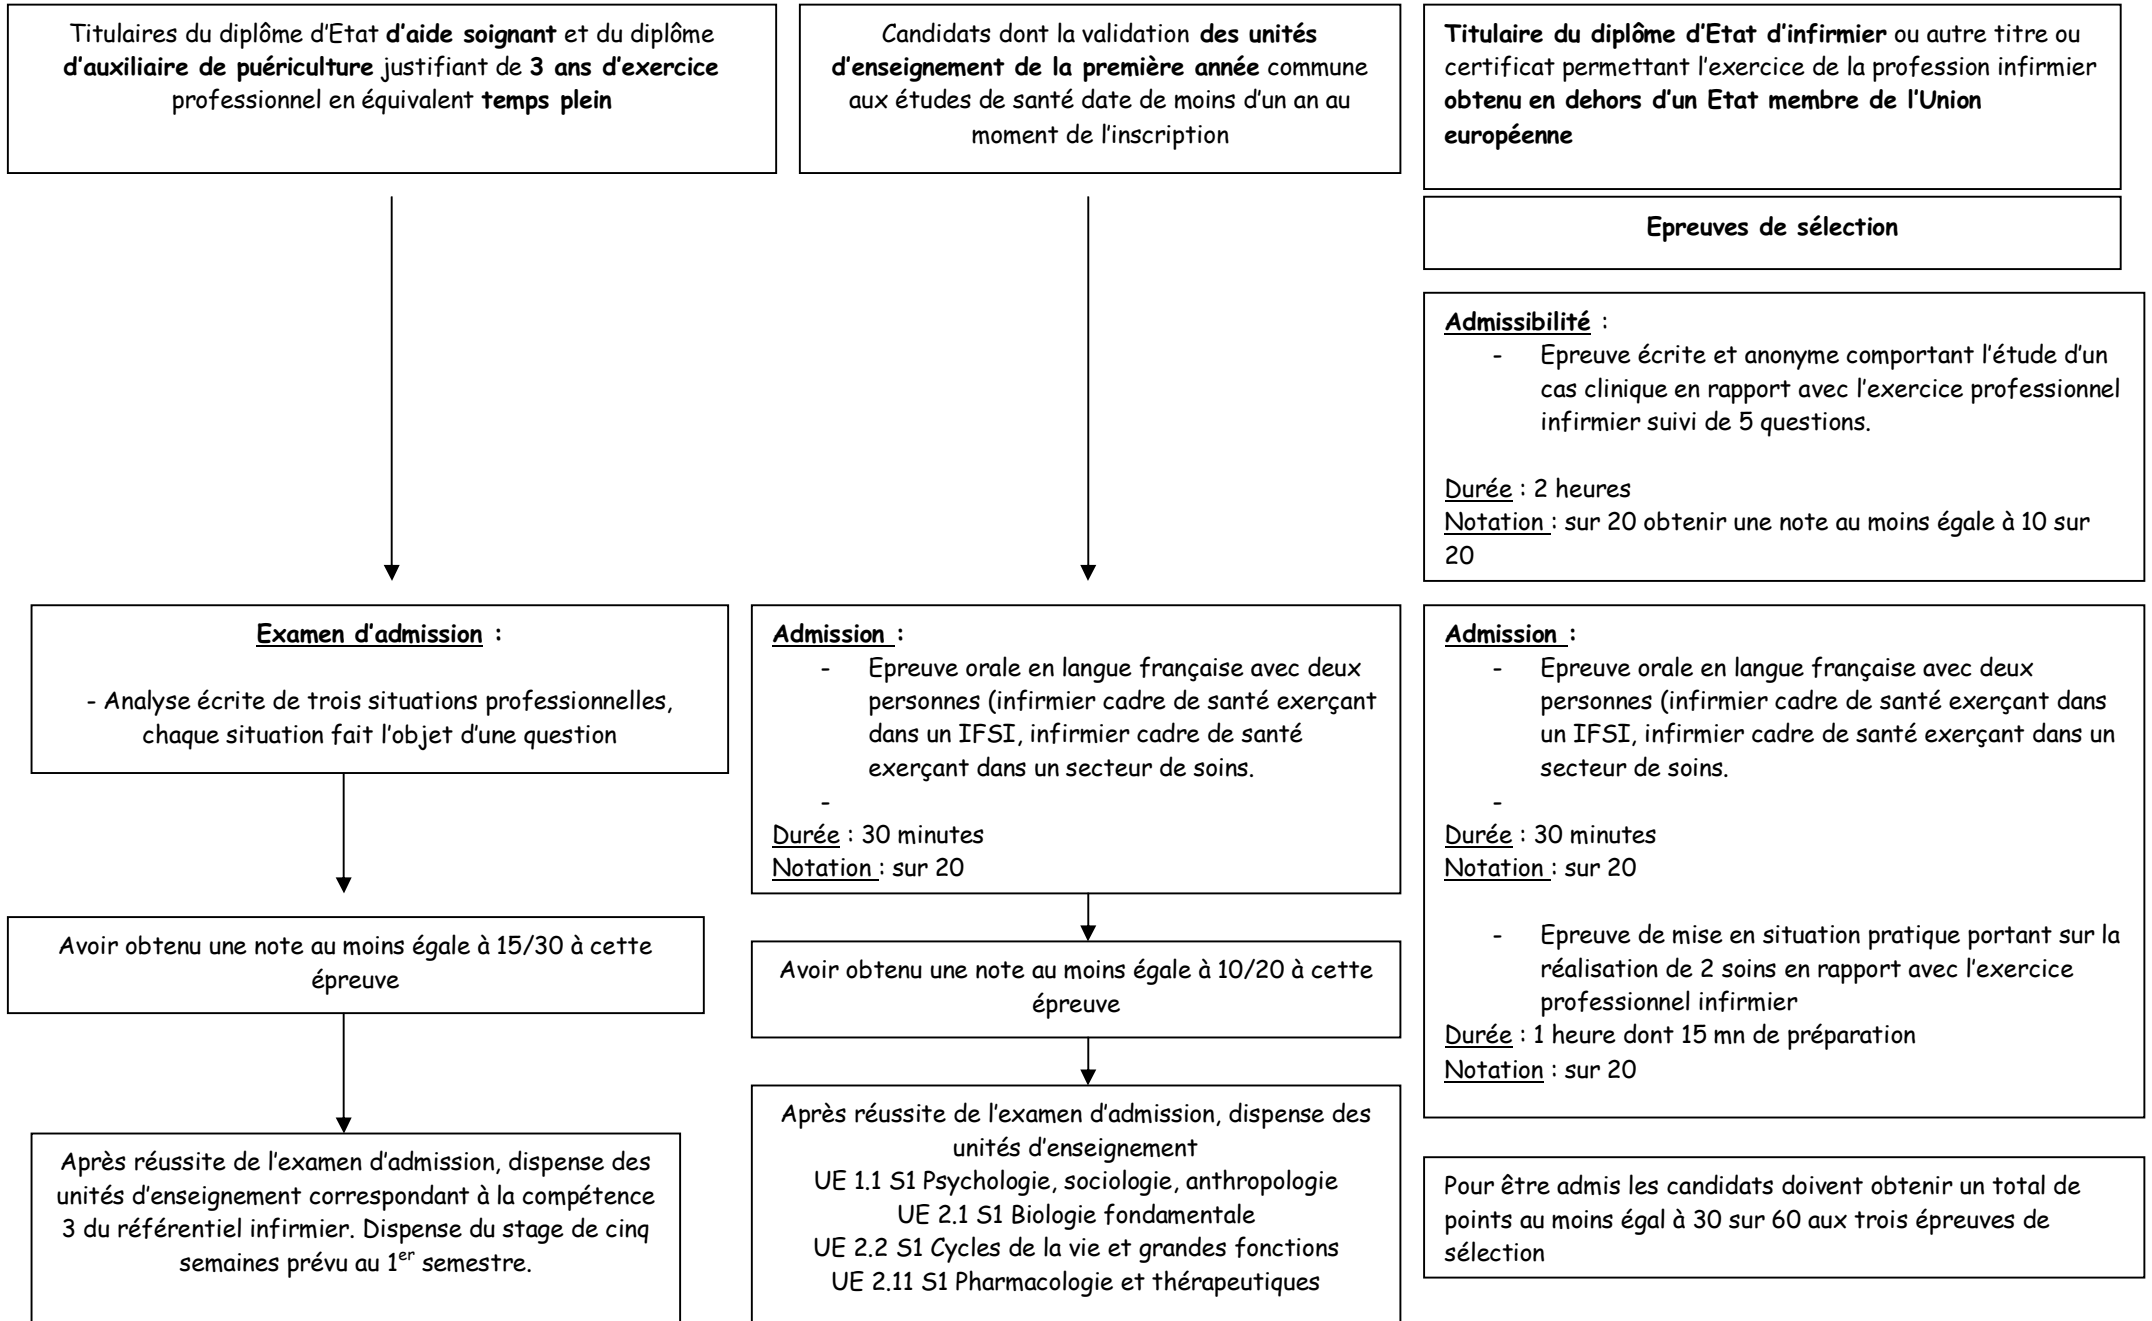 Titulaires du diplôme d'Etat d'aide soignant et du diplôme
d'auxiliaire de puériculture justifiant de 3 ans d'exercice
professionnel en équivalent temps plein
Candidats dont la validation des unités
d'enseignement de la première année commune
aux études de santé date de moins d'un an au
moment de l'inscription
Titulaire du diplôme d'Etat d'infirmier ou autre titre ou
certificat permettant l'exercice de la profession infirmier
obtenu en dehors d'un Etat membre de l'Union
européenne
Epreuves de sélection
Admissibilité :
- Epreuve écrite et anonyme comportant l'étude d'un
cas clinique en rapport avec l'exercice professionnel
infirmier suivi de 5 questions.
Durée : 2 heures
Notation : sur 20 obtenir une note au moins égale à 10 sur
20
Examen d'admission :
- Analyse écrite de trois situations professionnelles,
chaque situation fait l'objet d'une question
Admission :
- Epreuve orale en langue française avec deux
personnes (infirmier cadre de santé exerçant
dans un IFSI, infirmier cadre de santé
exerçant dans un secteur de soins.
-
Durée : 30 minutes
Notation : sur 20
Admission :
- Epreuve orale en langue française avec deux
personnes (infirmier cadre de santé exerçant dans
un IFSI, infirmier cadre de santé exerçant dans un
secteur de soins.
-
Durée : 30 minutes
Notation : sur 20
- Epreuve de mise en situation pratique portant sur la
réalisation de 2 soins en rapport avec l'exercice
professionnel infirmier
Durée : 1 heure dont 15 mn de préparation
Notation : sur 20
Avoir obtenu une note au moins égale à 15/30 à cette
épreuve
Avoir obtenu une note au moins égale à 10/20 à cette
épreuve
Après réussite de l'examen d'admission, dispense des
unités d'enseignement correspondant à la compétence
3 du référentiel infirmier. Dispense du stage de cinq
semaines prévu au 1er semestre.
Après réussite de l'examen d'admission, dispense des
unités d'enseignement
UE 1.1 S1 Psychologie, sociologie, anthropologie
UE 2.1 S1 Biologie fondamentale
UE 2.2 S1 Cycles de la vie et grandes fonctions
UE 2.11 S1 Pharmacologie et thérapeutiques
Pour être admis les candidats doivent obtenir un total de
points au moins égal à 30 sur 60 aux trois épreuves de
sélection